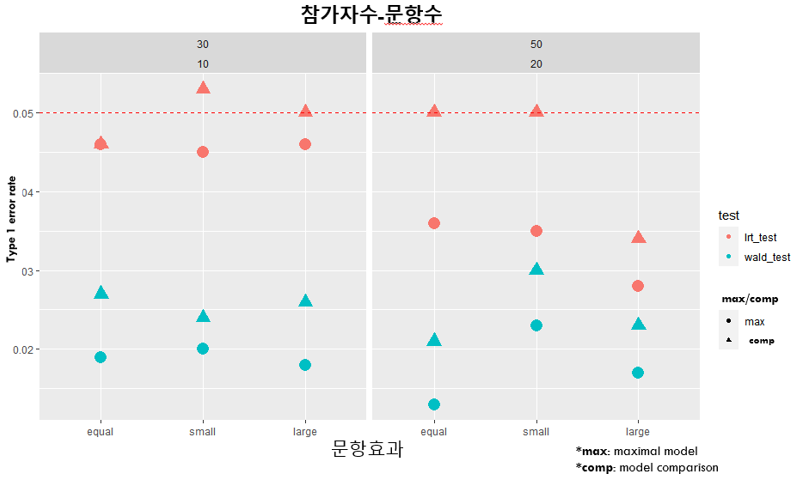 참가자수-문항수
30
50
10
20
0.05
04
03
0.02
Type 1 error rate
equal
small
large
equal
small
large
문항효과
test
lrt_test
wald_test
max/comp
max
comp
*max: maximal model
*comp: model comparison